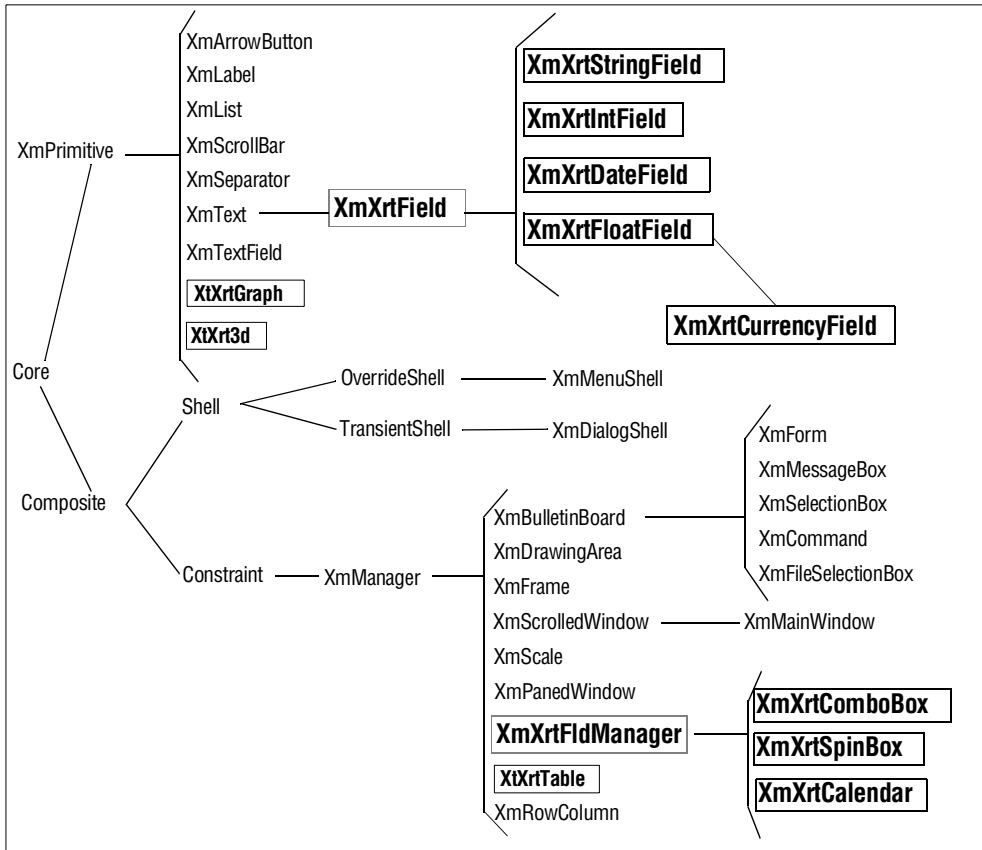 XmArrowButton
XmLabel
XmList
XmScrollBar
XmPrimitive
XmSeparator
XmText
XmTextField
XtXrtGraph
XtXrt3d
XmXrtField
XmXrtStringField
XmXrtIntField
XmXrtDateField
XmXrtFloatField
XmXrtCurrencyField
Core
Shell
OverrideShell
XmMenuShell
TransientShell
XmDialogShell
Composite
Constraint
XmManager
XmBulletinBoard
XmDrawingArea
XmFrame
XmScrolledWindow
XmScale
XmPanedWindow
XmXrtFldManager
XtXrtTable
XmRowColumn
XmForm
XmMessageBox
XmSelectionBox
XmCommand
XmFileSelectionBox
XmMainWindow
XmXrtComboBox
XmXrtSpinBox
XmXrtCalendar